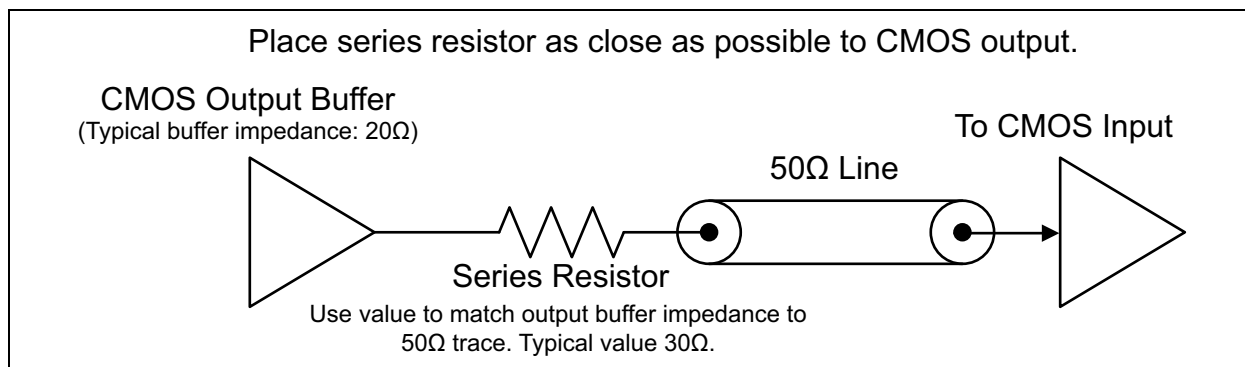 Place series resistor as close as possible to CMOS output.
CMOS Output Buffer
(Typical buffer impedance: 20Ω)
To CMOS Input
50Ω Line
Series Resistor
Use value to match output buffer impedance to
50Ω trace. Typical value 30Ω.